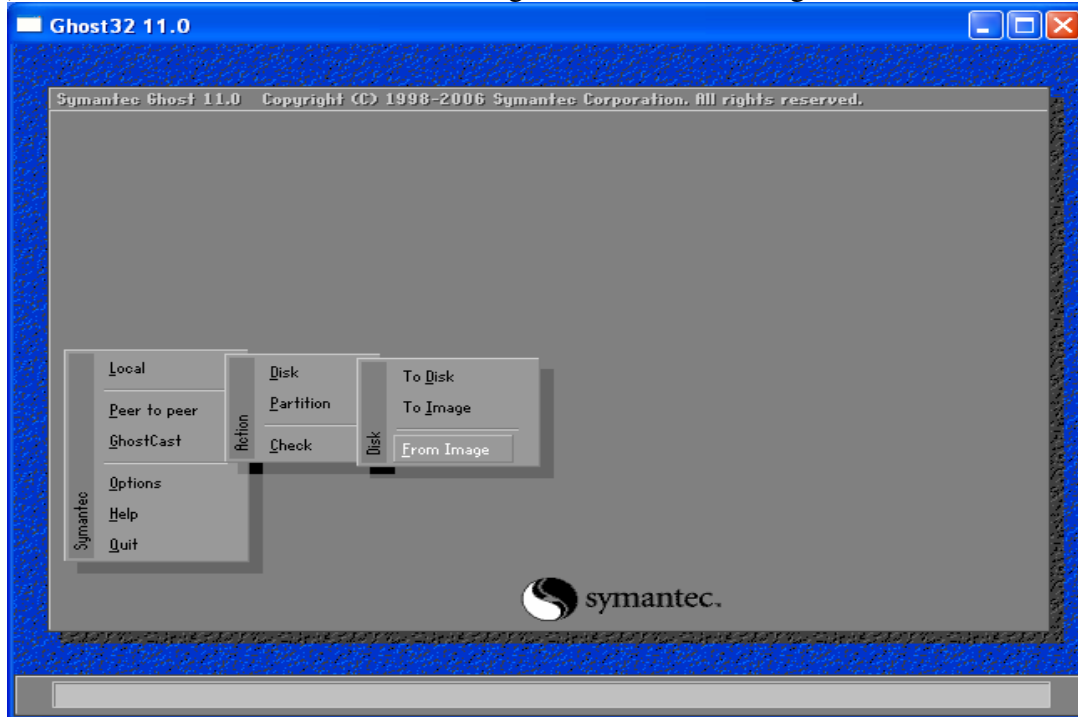 Ghost32 11.0
Symantec Ghost 11.0 Copyright (C) 1998-2006 Symantec Corporation. All rights reserved.
Symantec
Local
Peer to peer
GhostCast
Options
Help
Quit
Action
Disk
Partition
Check
Disk
To Disk
To Image
From Image
symantec.